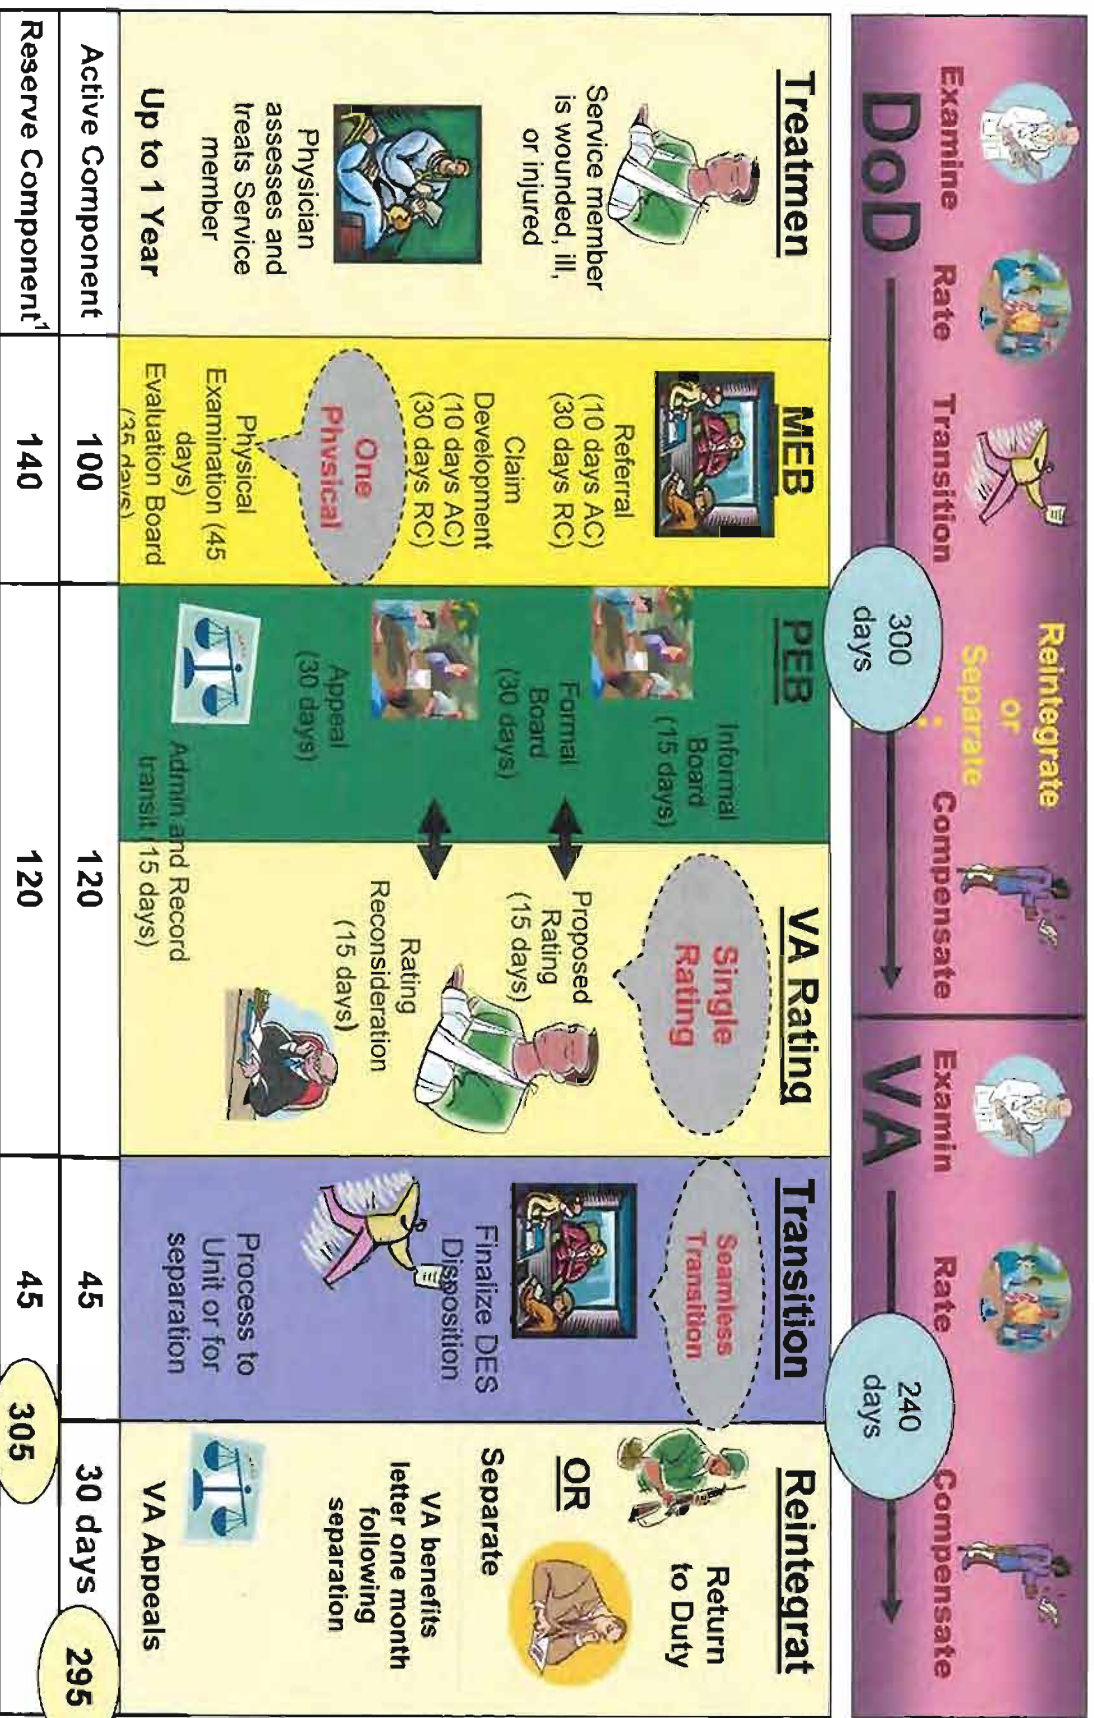 Examine
Rate
Transition
Reintegrate
or
Separate
Compensate
DoD
300
days
Examin
Rate
Compensate
VA
240
days
Treatmen
Service member
is wounded, ill,
or injured
Physician
assesses and
treats Service
member
Up to 1 Year
MEB
Referral
(10 days AC)
(30 days RC)
Claim
Development
(10 days AC)
(30 days RC)
One
Physical
Physical
Examination (45
days)
Evaluation Board
(35 days)
PEB
Informal
Board
(15 days)
Formal
Board
(30 days)
Appeal
(30 days)
Admin and Record
transit (15 days)
VA Rating
Single
Rating
Proposed
Rating
(15 days)
Rating
Reconsideration
(15 days)
Transition
Seamless
Transition
Finalize DES
Disposition
Process to
Unit or for
separation
Reintegrat
Return
to Duty
OR
Separate
VA benefits
letter one month
following
separation
VA Appeals
Active Component
100
120
45
30 days
295
Reserve Component¹
140
120
45
305